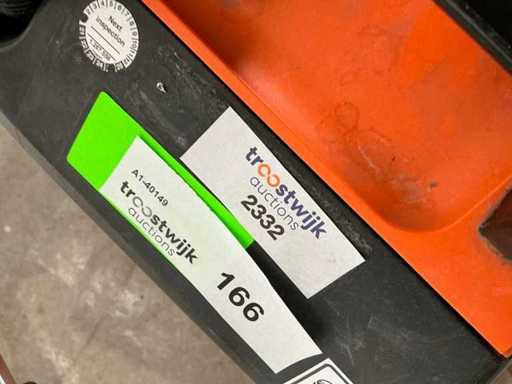 Next
inspection
troostwijk
auctions
2332
A1-40149
troostwijk
auctions
166